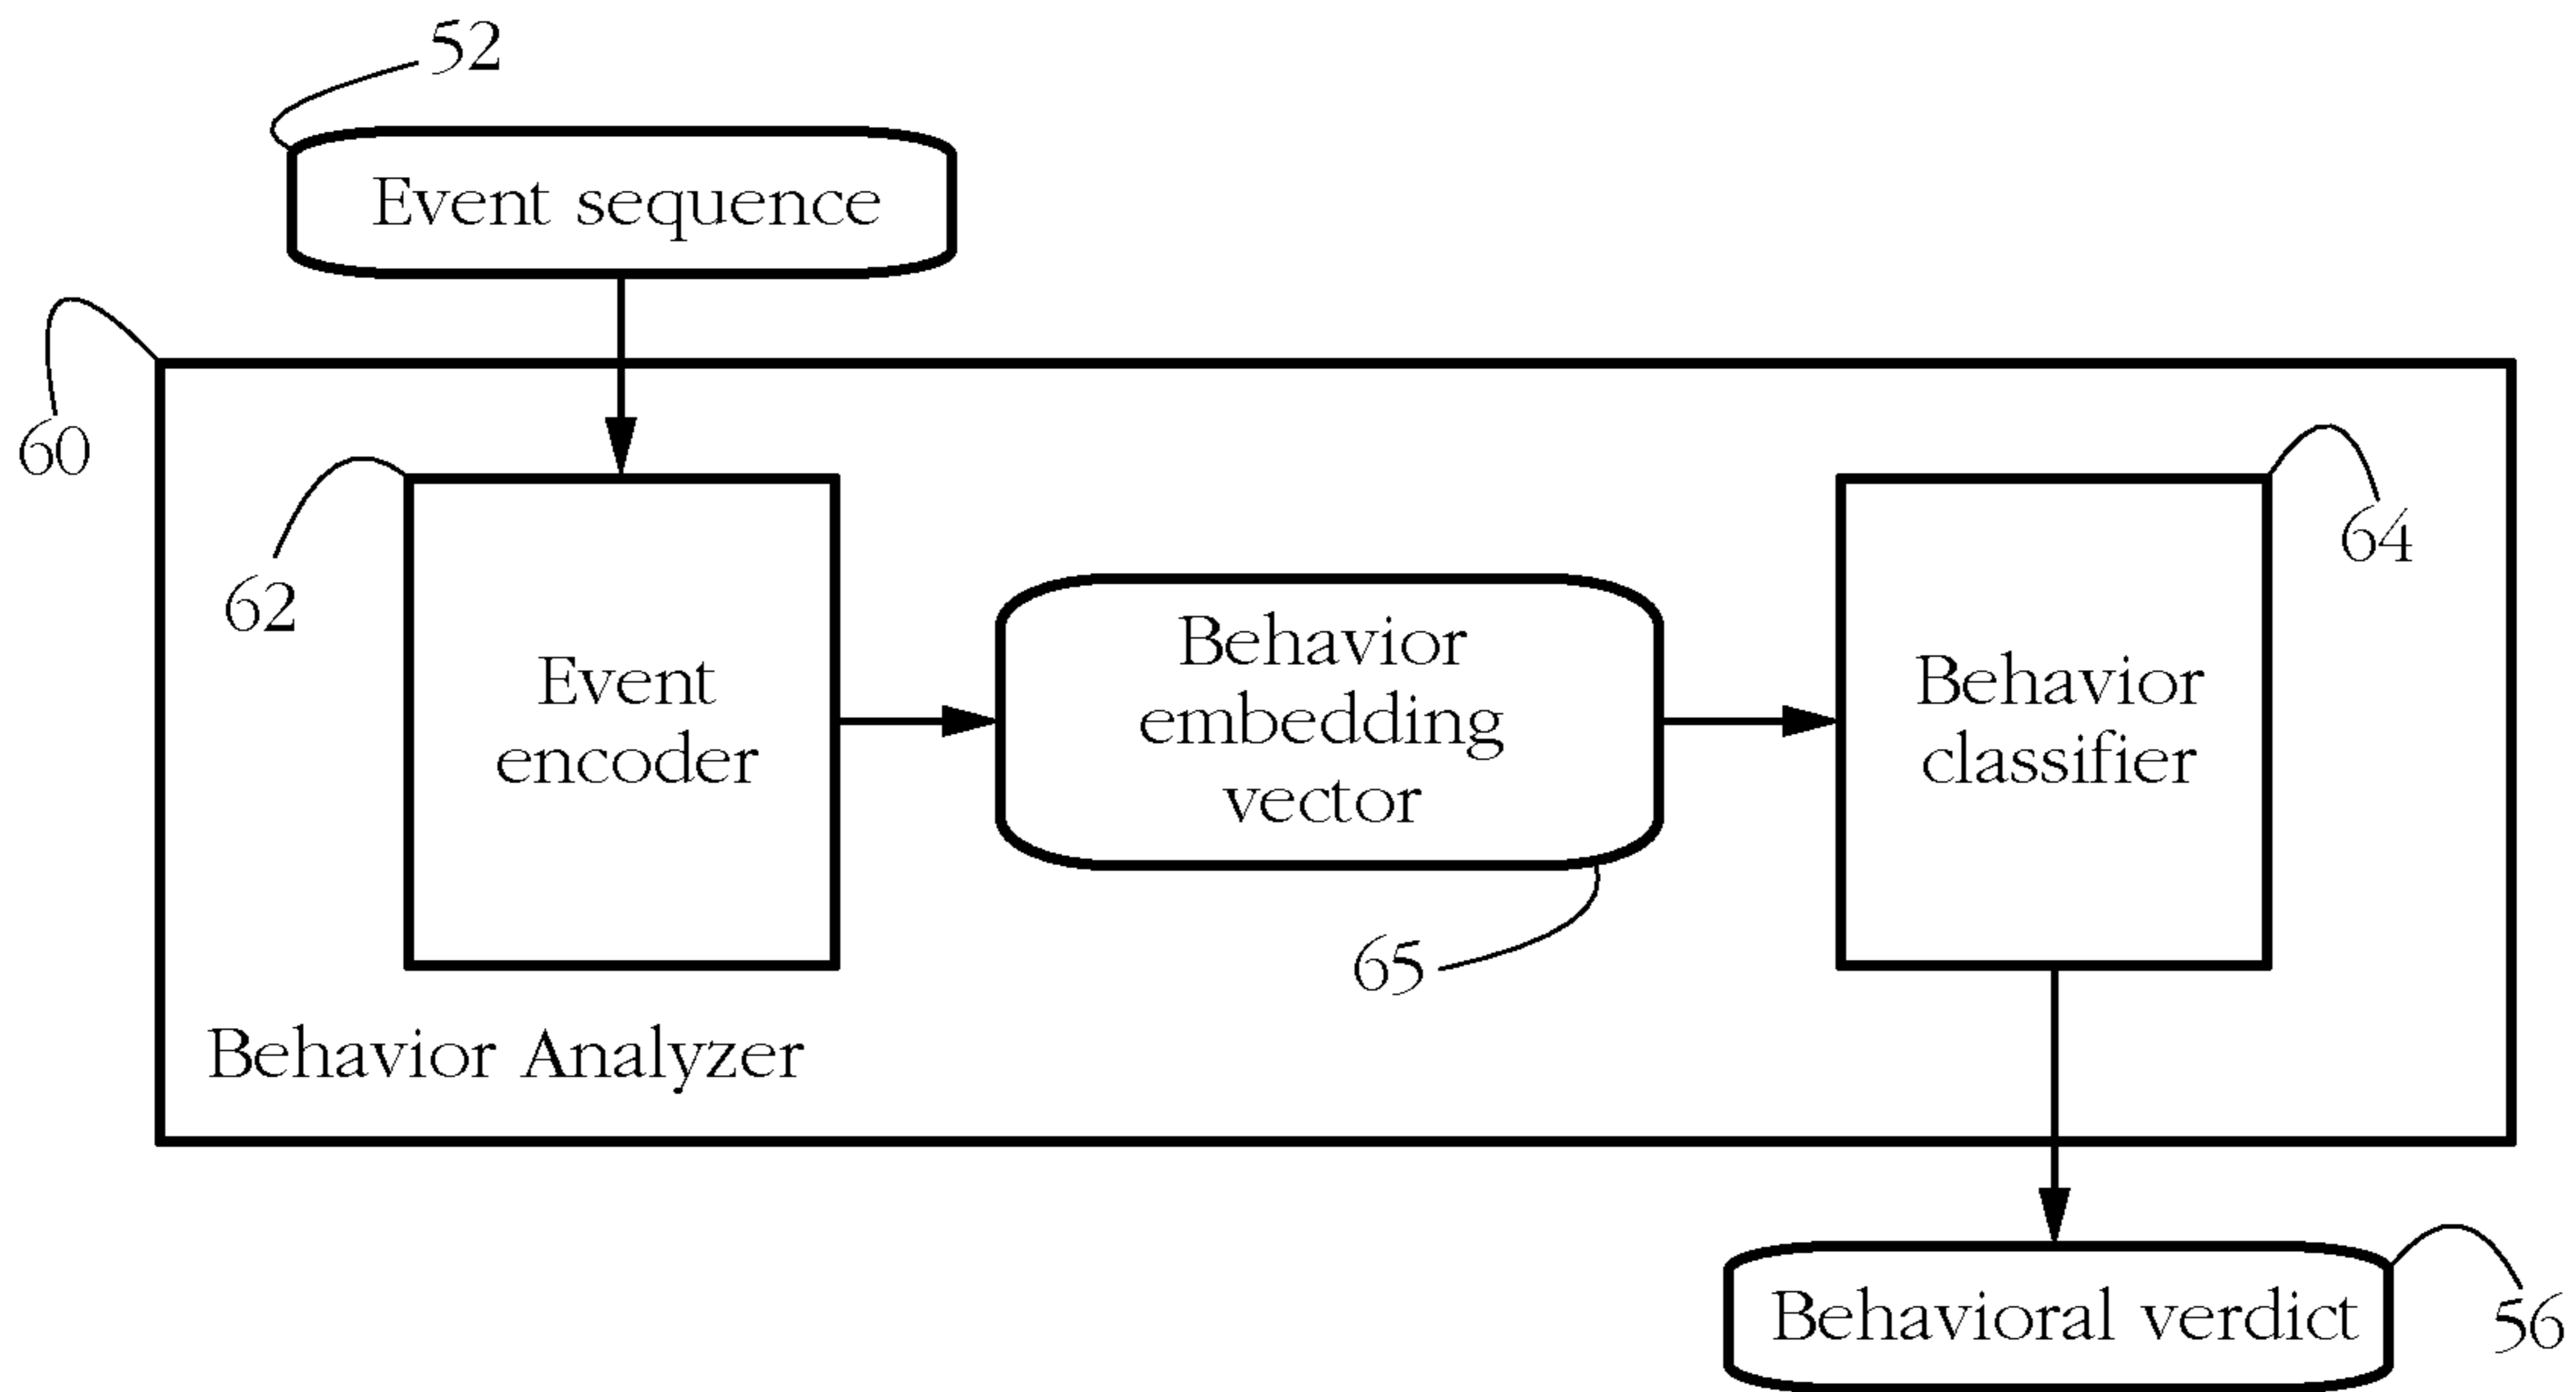 52
Event sequence
60
62
64
Event
encoder
Behavior
embedding
vector
Behavior
classifier
65
Behavior Analyzer
Behavioral verdict
56